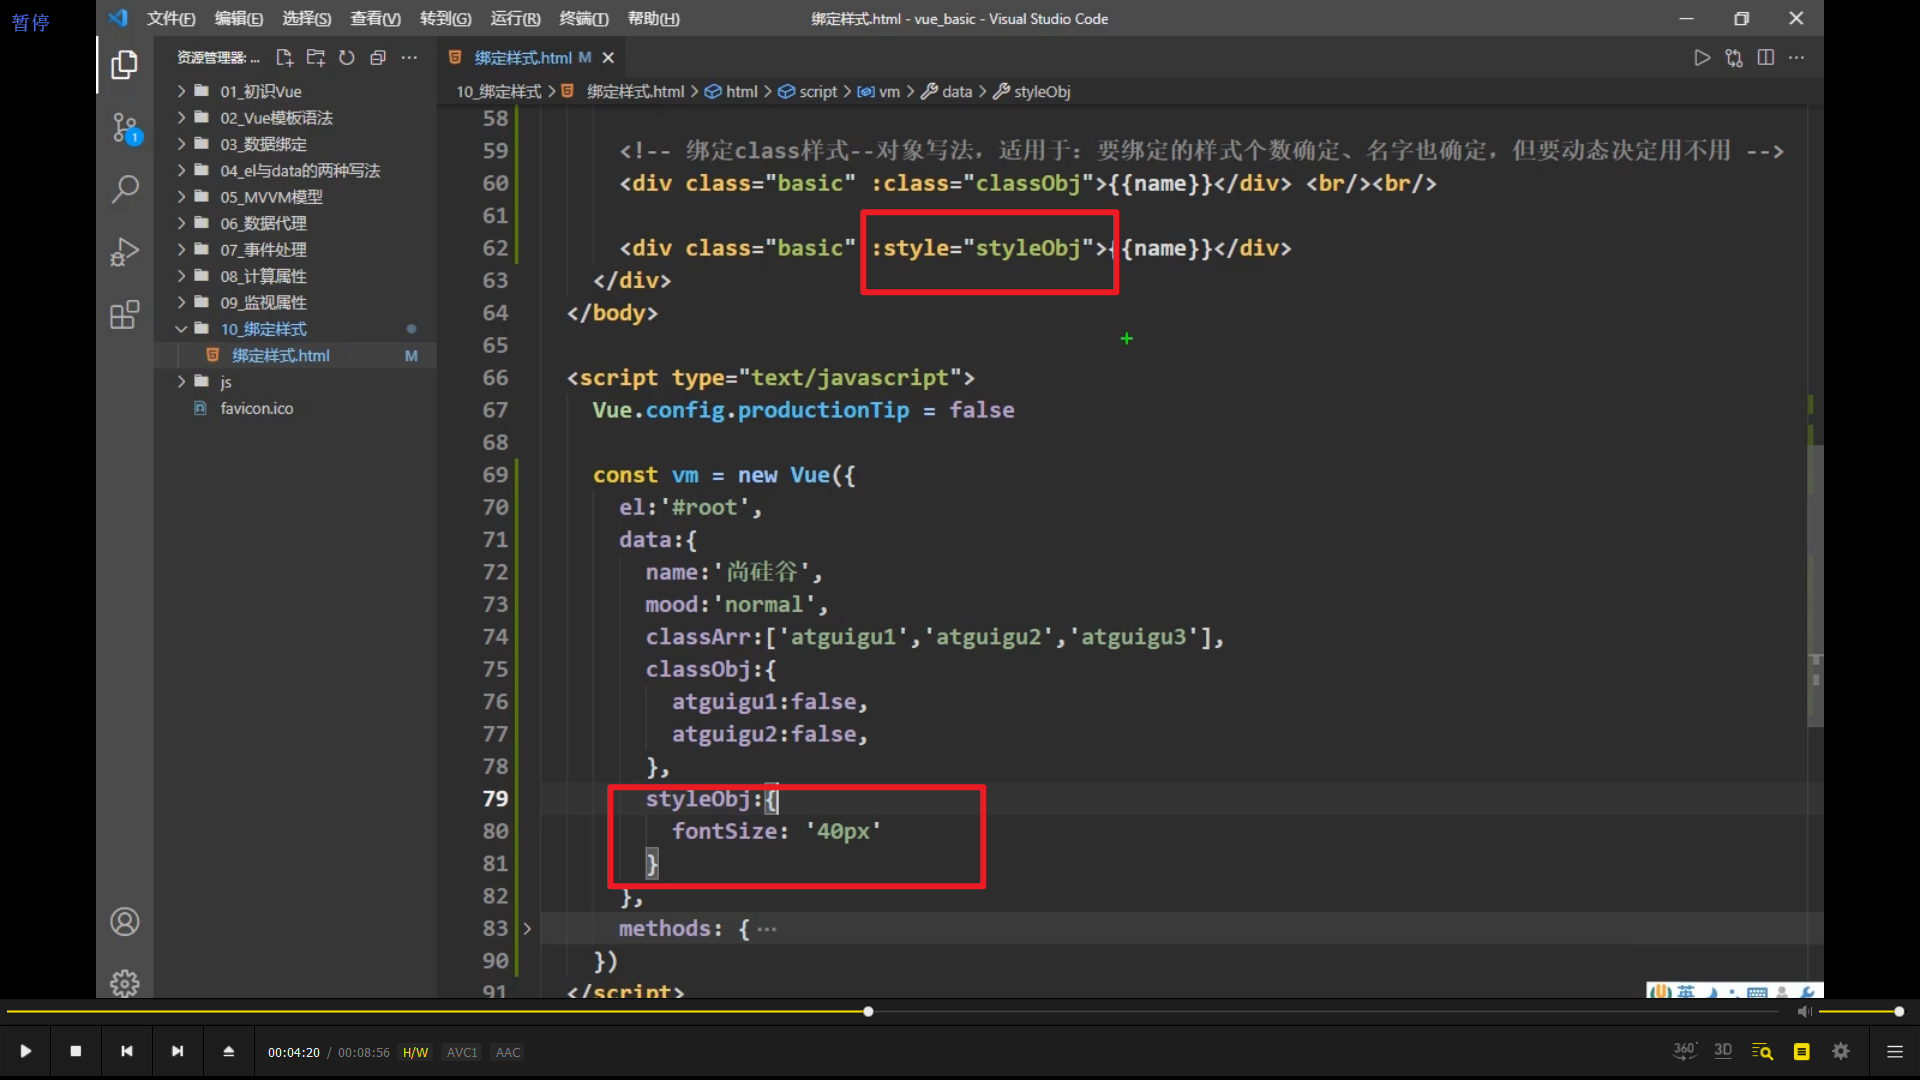 暂停
文件(F) 编辑(E) 选择(S) 查看(V) 转到(G) 运行(R) 终端(T) 帮助(H) 绑定样式.html - vue_basic - Visual Studio Code
资源管理器: ...
绑定样式.html M
10_绑定样式 > 绑定样式.html > html > script > vm > data > styleObj
01_初识Vue
02_Vue模板语法
03_数据绑定
04_el与data的两种写法
05_MVVM模型
06_数据代理
07_事件处理
08_计算属性
09_监视属性
10_绑定样式
绑定样式.html M
js
favicon.ico
1
58
59 <!-- 绑定class样式--对象写法，适用于：要绑定的样式个数确定、名字也确定，但要动态决定用不用 -->
60 <div class="basic" :class="classObj">{{name}}</div> <br/><br/>
61
62 <div class="basic" :style="styleObj">{{name}}</div>
63 </div>
64 </body>
65
66 <script type="text/javascript">
67 Vue.config.productionTip = false
68
69 const vm = new Vue({
70 el:'#root',
71 data:{
72 name:'尚硅谷',
73 mood:'normal',
74 classArr:['atguigu1','atguigu2','atguigu3'],
75 classObj:{
76 atguigu1:false,
77 atguigu2:false,
78 },
79 styleObj:{
80 fontSize: '40px'
81 }
82 },
83 methods: { ...
90 })
91 </script>
英
00:04:20 / 00:08:56 H/W AVC1 AAC
360° 3D